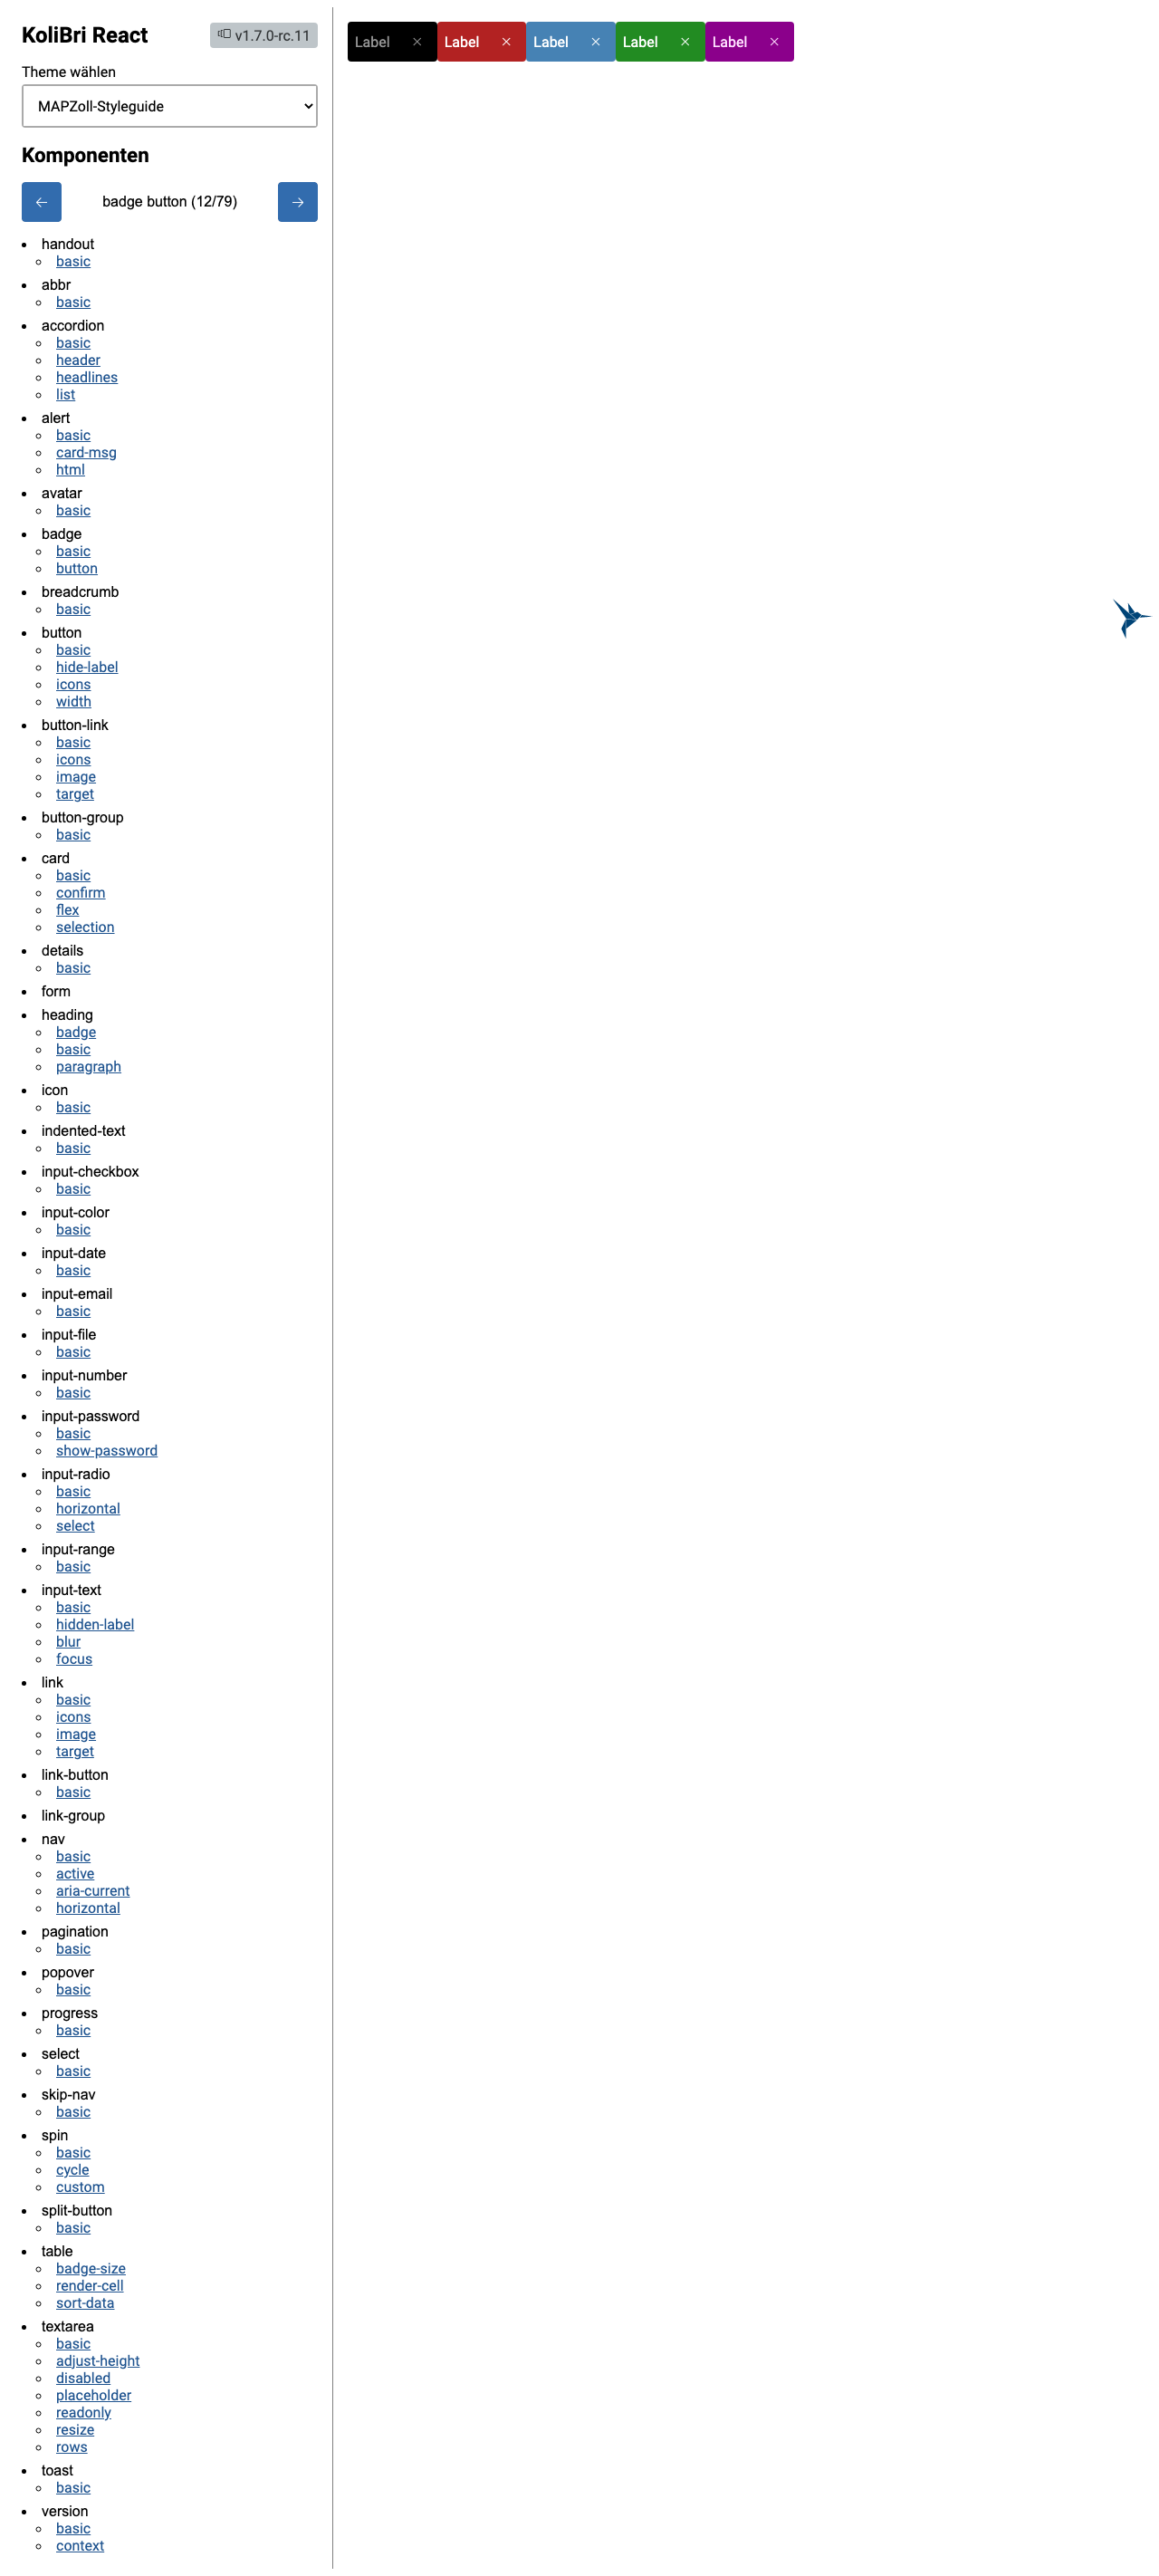 KoliBri React
v1.7.0-rc.11
Theme wählen
MAPZoll-Styleguide
Komponenten
← badge button (12/79) →
handout
basic
abbr
basic
accordion
basic
header
headlines
list
alert
basic
card-msg
html
avatar
basic
badge
basic
button
breadcrumb
basic
button
basic
hide-label
icons
width
button-link
basic
icons
image
target
button-group
basic
card
basic
confirm
flex
selection
details
basic
form
heading
badge
basic
paragraph
icon
basic
indented-text
basic
input-checkbox
basic
input-color
basic
input-date
basic
input-email
basic
input-file
basic
input-number
basic
input-password
basic
show-password
input-radio
basic
horizontal
select
input-range
basic
input-text
basic
hidden-label
blur
focus
link
basic
icons
image
target
link-button
basic
link-group
nav
basic
active
aria-current
horizontal
pagination
basic
popover
basic
progress
basic
select
basic
skip-nav
basic
spin
basic
cycle
custom
split-button
basic
table
badge-size
render-cell
sort-data
textarea
basic
adjust-height
disabled
placeholder
readonly
resize
rows
toast
basic
version
basic
context
Label × Label × Label × Label × Label ×